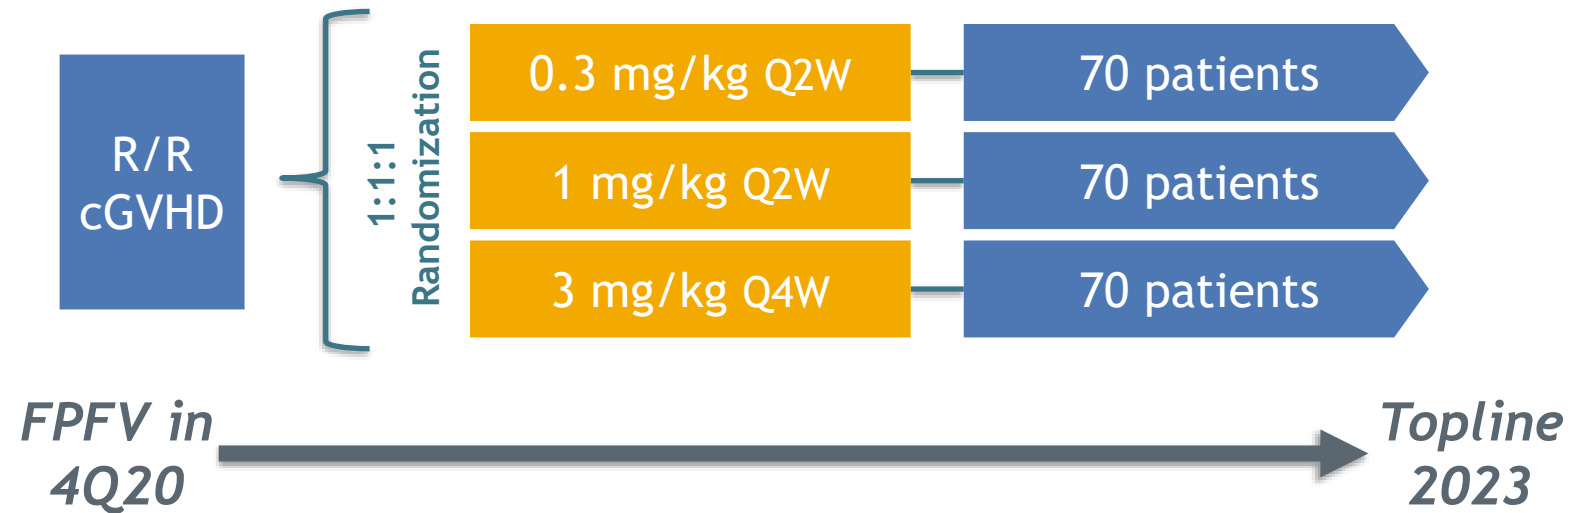 R/R
cGVHD
1:1:1
Randomization
0.3 mg/kg Q2W
70 patients
1 mg/kg Q2W
70 patients
3 mg/kg Q4W
70 patients
FPFV in
4Q20
Topline
2023